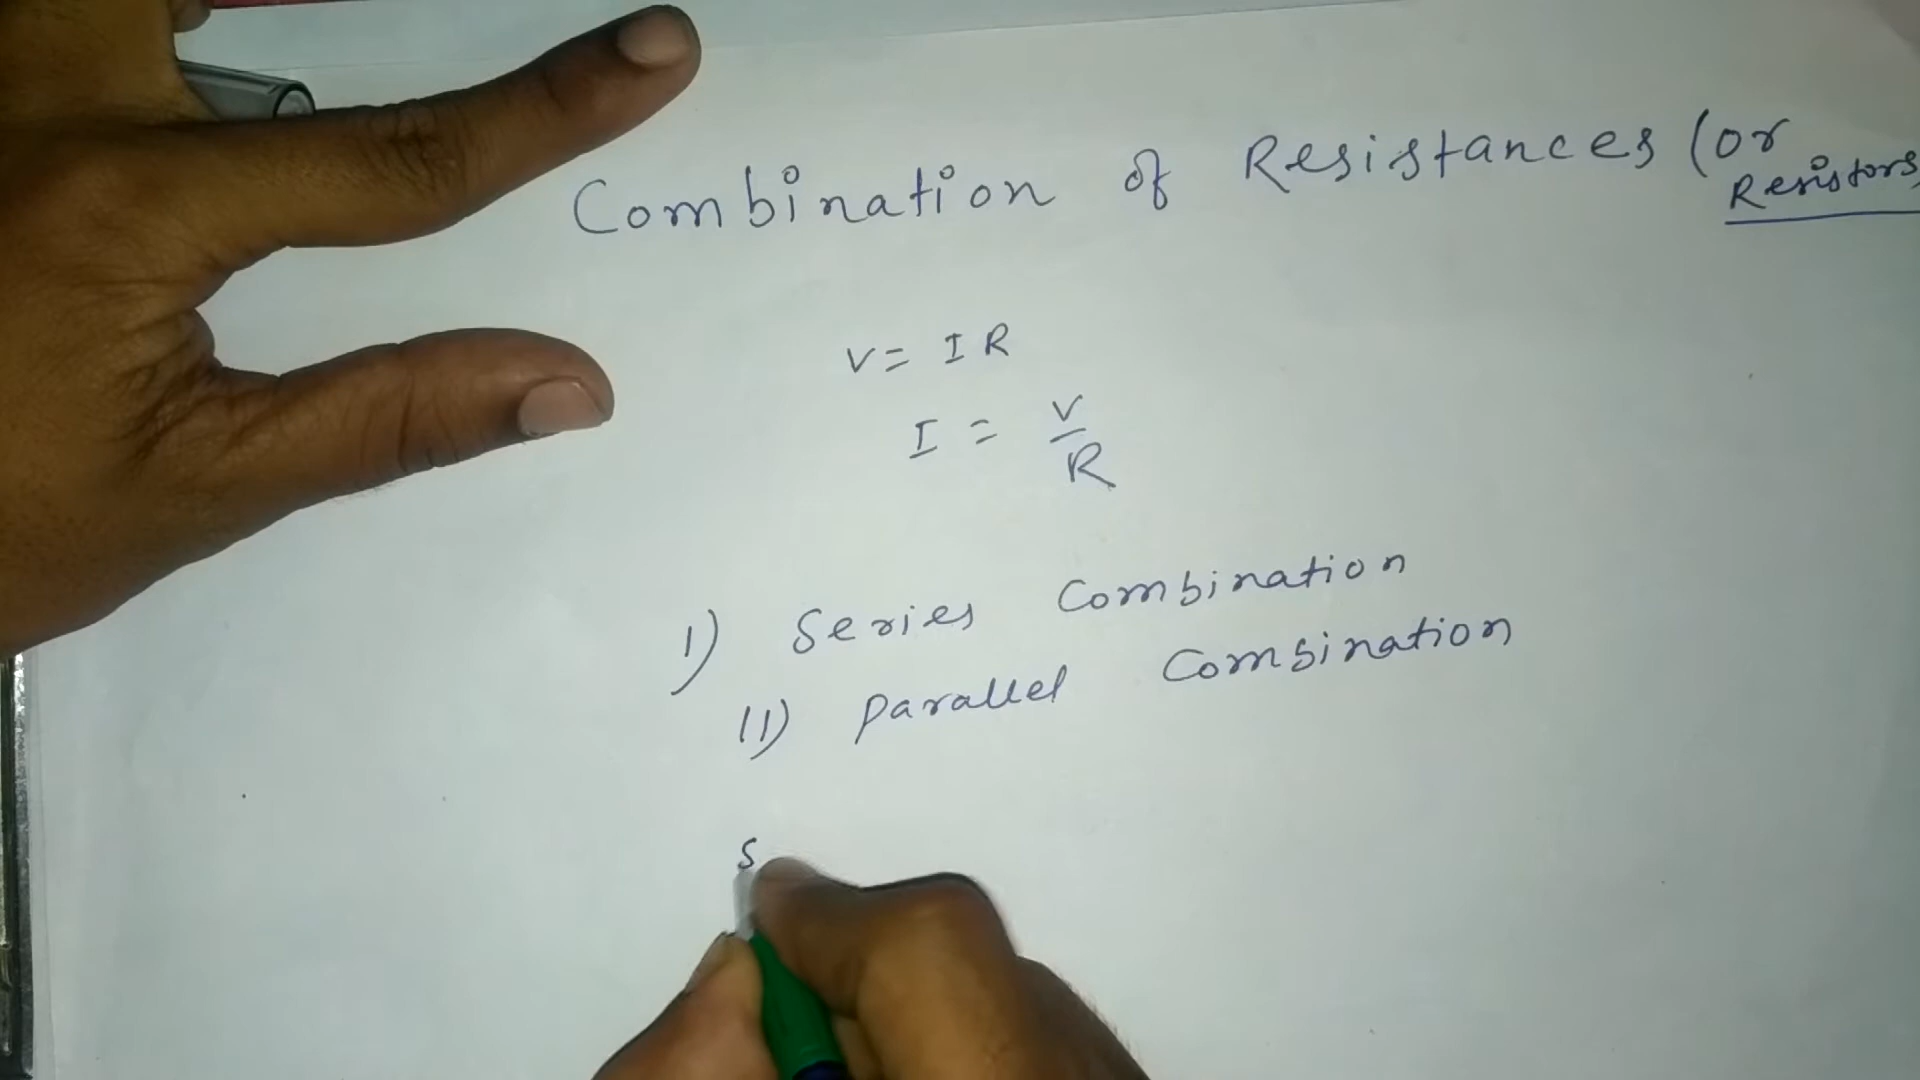 Combination of Resistances (or
Resistors)
V = IR
I = V/R
I) Series Combination
II) Parallel Combination
S